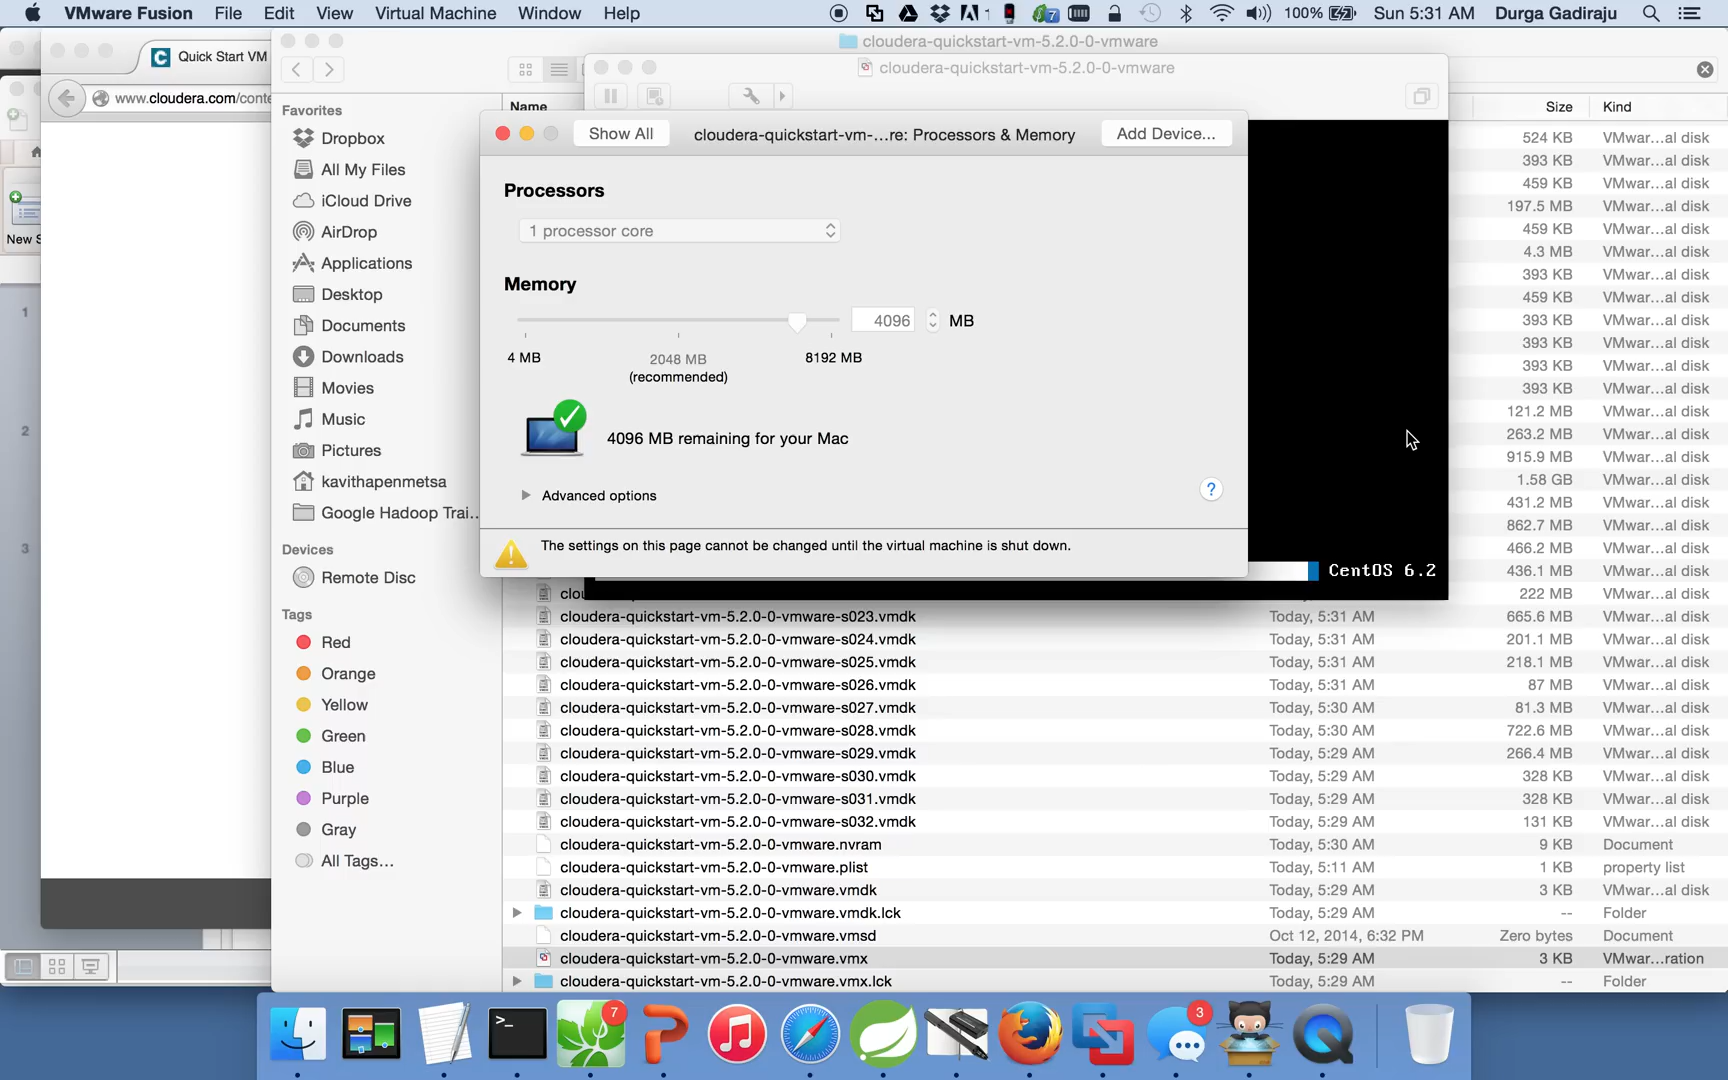 VMware Fusion File Edit View Virtual Machine Window Help 1 7 100% Sun 5:31 AM Durga Gadiraju
Quick Start VM
www.cloudera.com/conte
New S
1
2
3
cloudera-quickstart-vm-5.2.0-0-vmware
Favorites
Dropbox
All My Files
iCloud Drive
AirDrop
Applications
Desktop
Documents
Downloads
Movies
Music
Pictures
kavithapenmetsa
Google Hadoop Trai...
Devices
Remote Disc
Tags
Red
Orange
Yellow
Green
Blue
Purple
Gray
All Tags...
cloudera-quickstart-vm-5.2.0-0-vmware
Show All cloudera-quickstart-vm-...re: Processors & Memory Add Device...
Processors
1 processor core
Memory
4096 MB
4 MB 2048 MB 8192 MB
(recommended)
4096 MB remaining for your Mac
Advanced options ?
The settings on this page cannot be changed until the virtual machine is shut down.
CentOS 6.2
Name Size Kind
524 KB VMwar...al disk
393 KB VMwar...al disk
459 KB VMwar...al disk
197.5 MB VMwar...al disk
459 KB VMwar...al disk
4.3 MB VMwar...al disk
393 KB VMwar...al disk
459 KB VMwar...al disk
393 KB VMwar...al disk
393 KB VMwar...al disk
393 KB VMwar...al disk
393 KB VMwar...al disk
121.2 MB VMwar...al disk
263.2 MB VMwar...al disk
915.9 MB VMwar...al disk
1.58 GB VMwar...al disk
431.2 MB VMwar...al disk
862.7 MB VMwar...al disk
466.2 MB VMwar...al disk
436.1 MB VMwar...al disk
clou 222 MB VMwar...al disk
cloudera-quickstart-vm-5.2.0-0-vmware-s023.vmdk Today, 5:31 AM 665.6 MB VMwar...al disk
cloudera-quickstart-vm-5.2.0-0-vmware-s024.vmdk Today, 5:31 AM 201.1 MB VMwar...al disk
cloudera-quickstart-vm-5.2.0-0-vmware-s025.vmdk Today, 5:31 AM 218.1 MB VMwar...al disk
cloudera-quickstart-vm-5.2.0-0-vmware-s026.vmdk Today, 5:31 AM 87 MB VMwar...al disk
cloudera-quickstart-vm-5.2.0-0-vmware-s027.vmdk Today, 5:30 AM 81.3 MB VMwar...al disk
cloudera-quickstart-vm-5.2.0-0-vmware-s028.vmdk Today, 5:30 AM 722.6 MB VMwar...al disk
cloudera-quickstart-vm-5.2.0-0-vmware-s029.vmdk Today, 5:29 AM 266.4 MB VMwar...al disk
cloudera-quickstart-vm-5.2.0-0-vmware-s030.vmdk Today, 5:29 AM 328 KB VMwar...al disk
cloudera-quickstart-vm-5.2.0-0-vmware-s031.vmdk Today, 5:29 AM 328 KB VMwar...al disk
cloudera-quickstart-vm-5.2.0-0-vmware-s032.vmdk Today, 5:29 AM 131 KB VMwar...al disk
cloudera-quickstart-vm-5.2.0-0-vmware.nvram Today, 5:30 AM 9 KB Document
cloudera-quickstart-vm-5.2.0-0-vmware.plist Today, 5:11 AM 1 KB property list
cloudera-quickstart-vm-5.2.0-0-vmware.vmdk Today, 5:29 AM 3 KB VMwar...al disk
cloudera-quickstart-vm-5.2.0-0-vmware.vmdk.lck Today, 5:29 AM -- Folder
cloudera-quickstart-vm-5.2.0-0-vmware.vmsd Oct 12, 2014, 6:32 PM Zero bytes Document
cloudera-quickstart-vm-5.2.0-0-vmware.vmx Today, 5:29 AM 3 KB VMwar...ration
cloudera-quickstart-vm-5.2.0-0-vmware.vmx.lck Today, 5:29 AM -- Folder
7 3